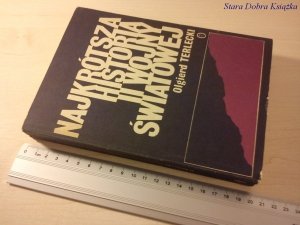 Stara Dobra Książka
NAJKRÓTSZA
HISTORIA
II WOJNY
ŚWIATOWEJ
Olgierd TERLECKI